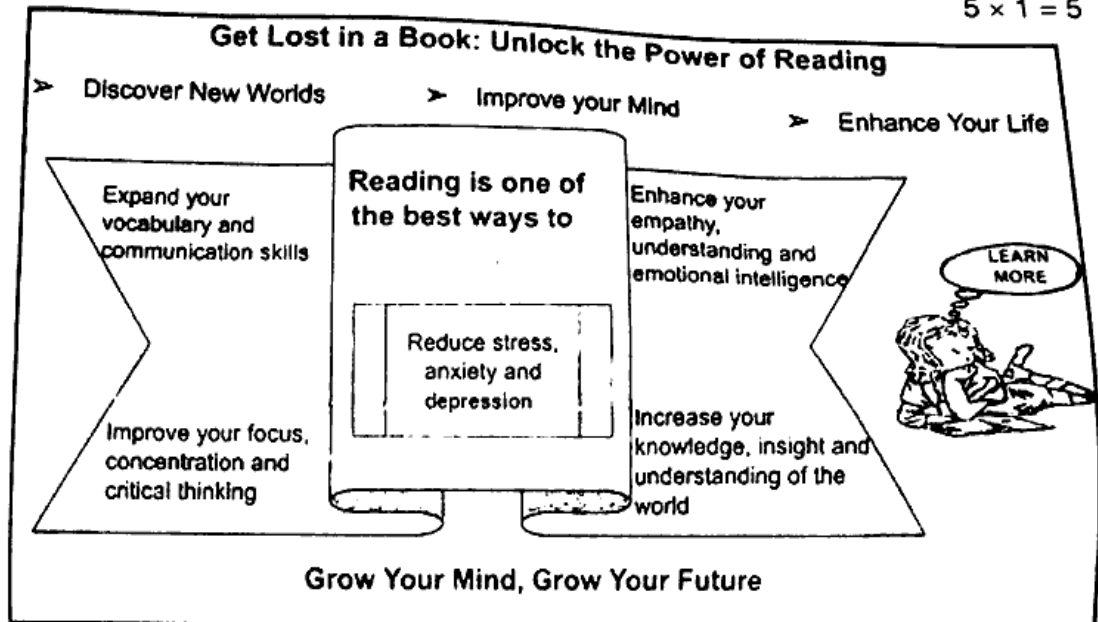 5 × 1 = 5
Get Lost in a Book: Unlock the Power of Reading
➢ Discover New Worlds
➢ Improve your Mind
➢ Enhance Your Life
Expand your
vocabulary and
communication skills
Reading is one of
the best ways to
Enhance your
empathy,
understanding and
emotional intelligence
LEARN
MORE
Reduce stress,
anxiety and
depression
Improve your focus,
concentration and
critical thinking
Increase your
knowledge, insight and
understanding of the
world
Grow Your Mind, Grow Your Future